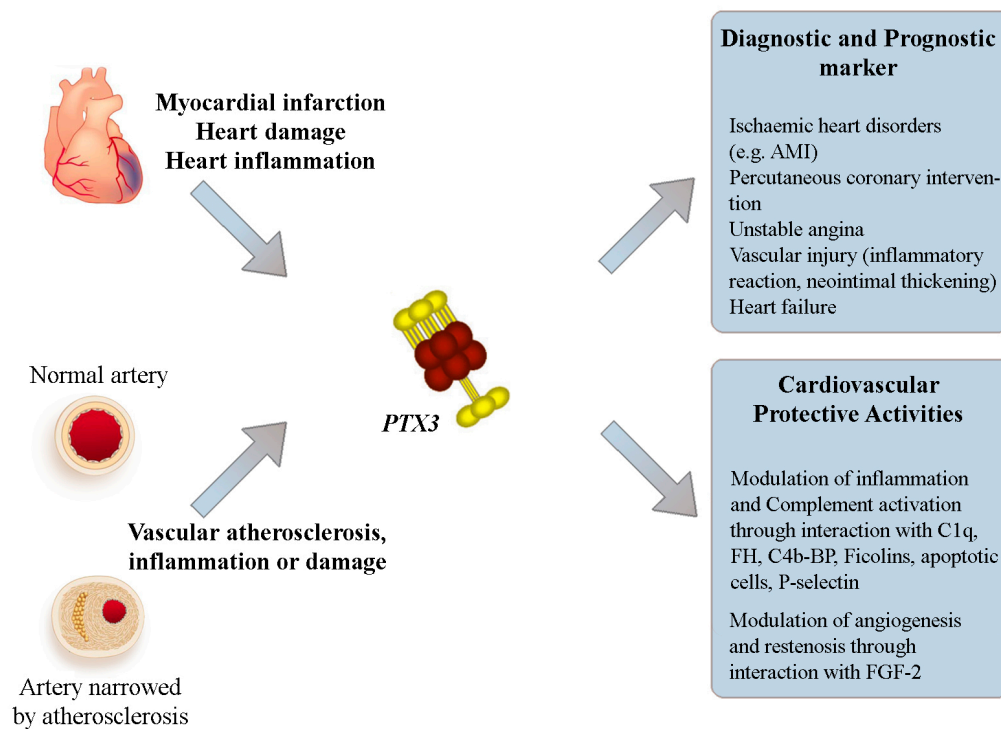 Myocardial infarction
Heart damage
Heart inflammation
Normal artery
Vascular atherosclerosis,
inflammation or damage
Artery narrowed
by atherosclerosis
PTX3
Diagnostic and Prognostic
marker
Ischaemic heart disorders
(e.g. AMI)
Percutaneous coronary interven-
tion
Unstable angina
Vascular injury (inflammatory
reaction, neointimal thickening)
Heart failure
Cardiovascular
Protective Activities
Modulation of inflammation
and Complement activation
through interaction with C1q,
FH, C4b-BP, Ficolins, apoptotic
cells, P-selectin
Modulation of angiogenesis
and restenosis through
interaction with FGF-2